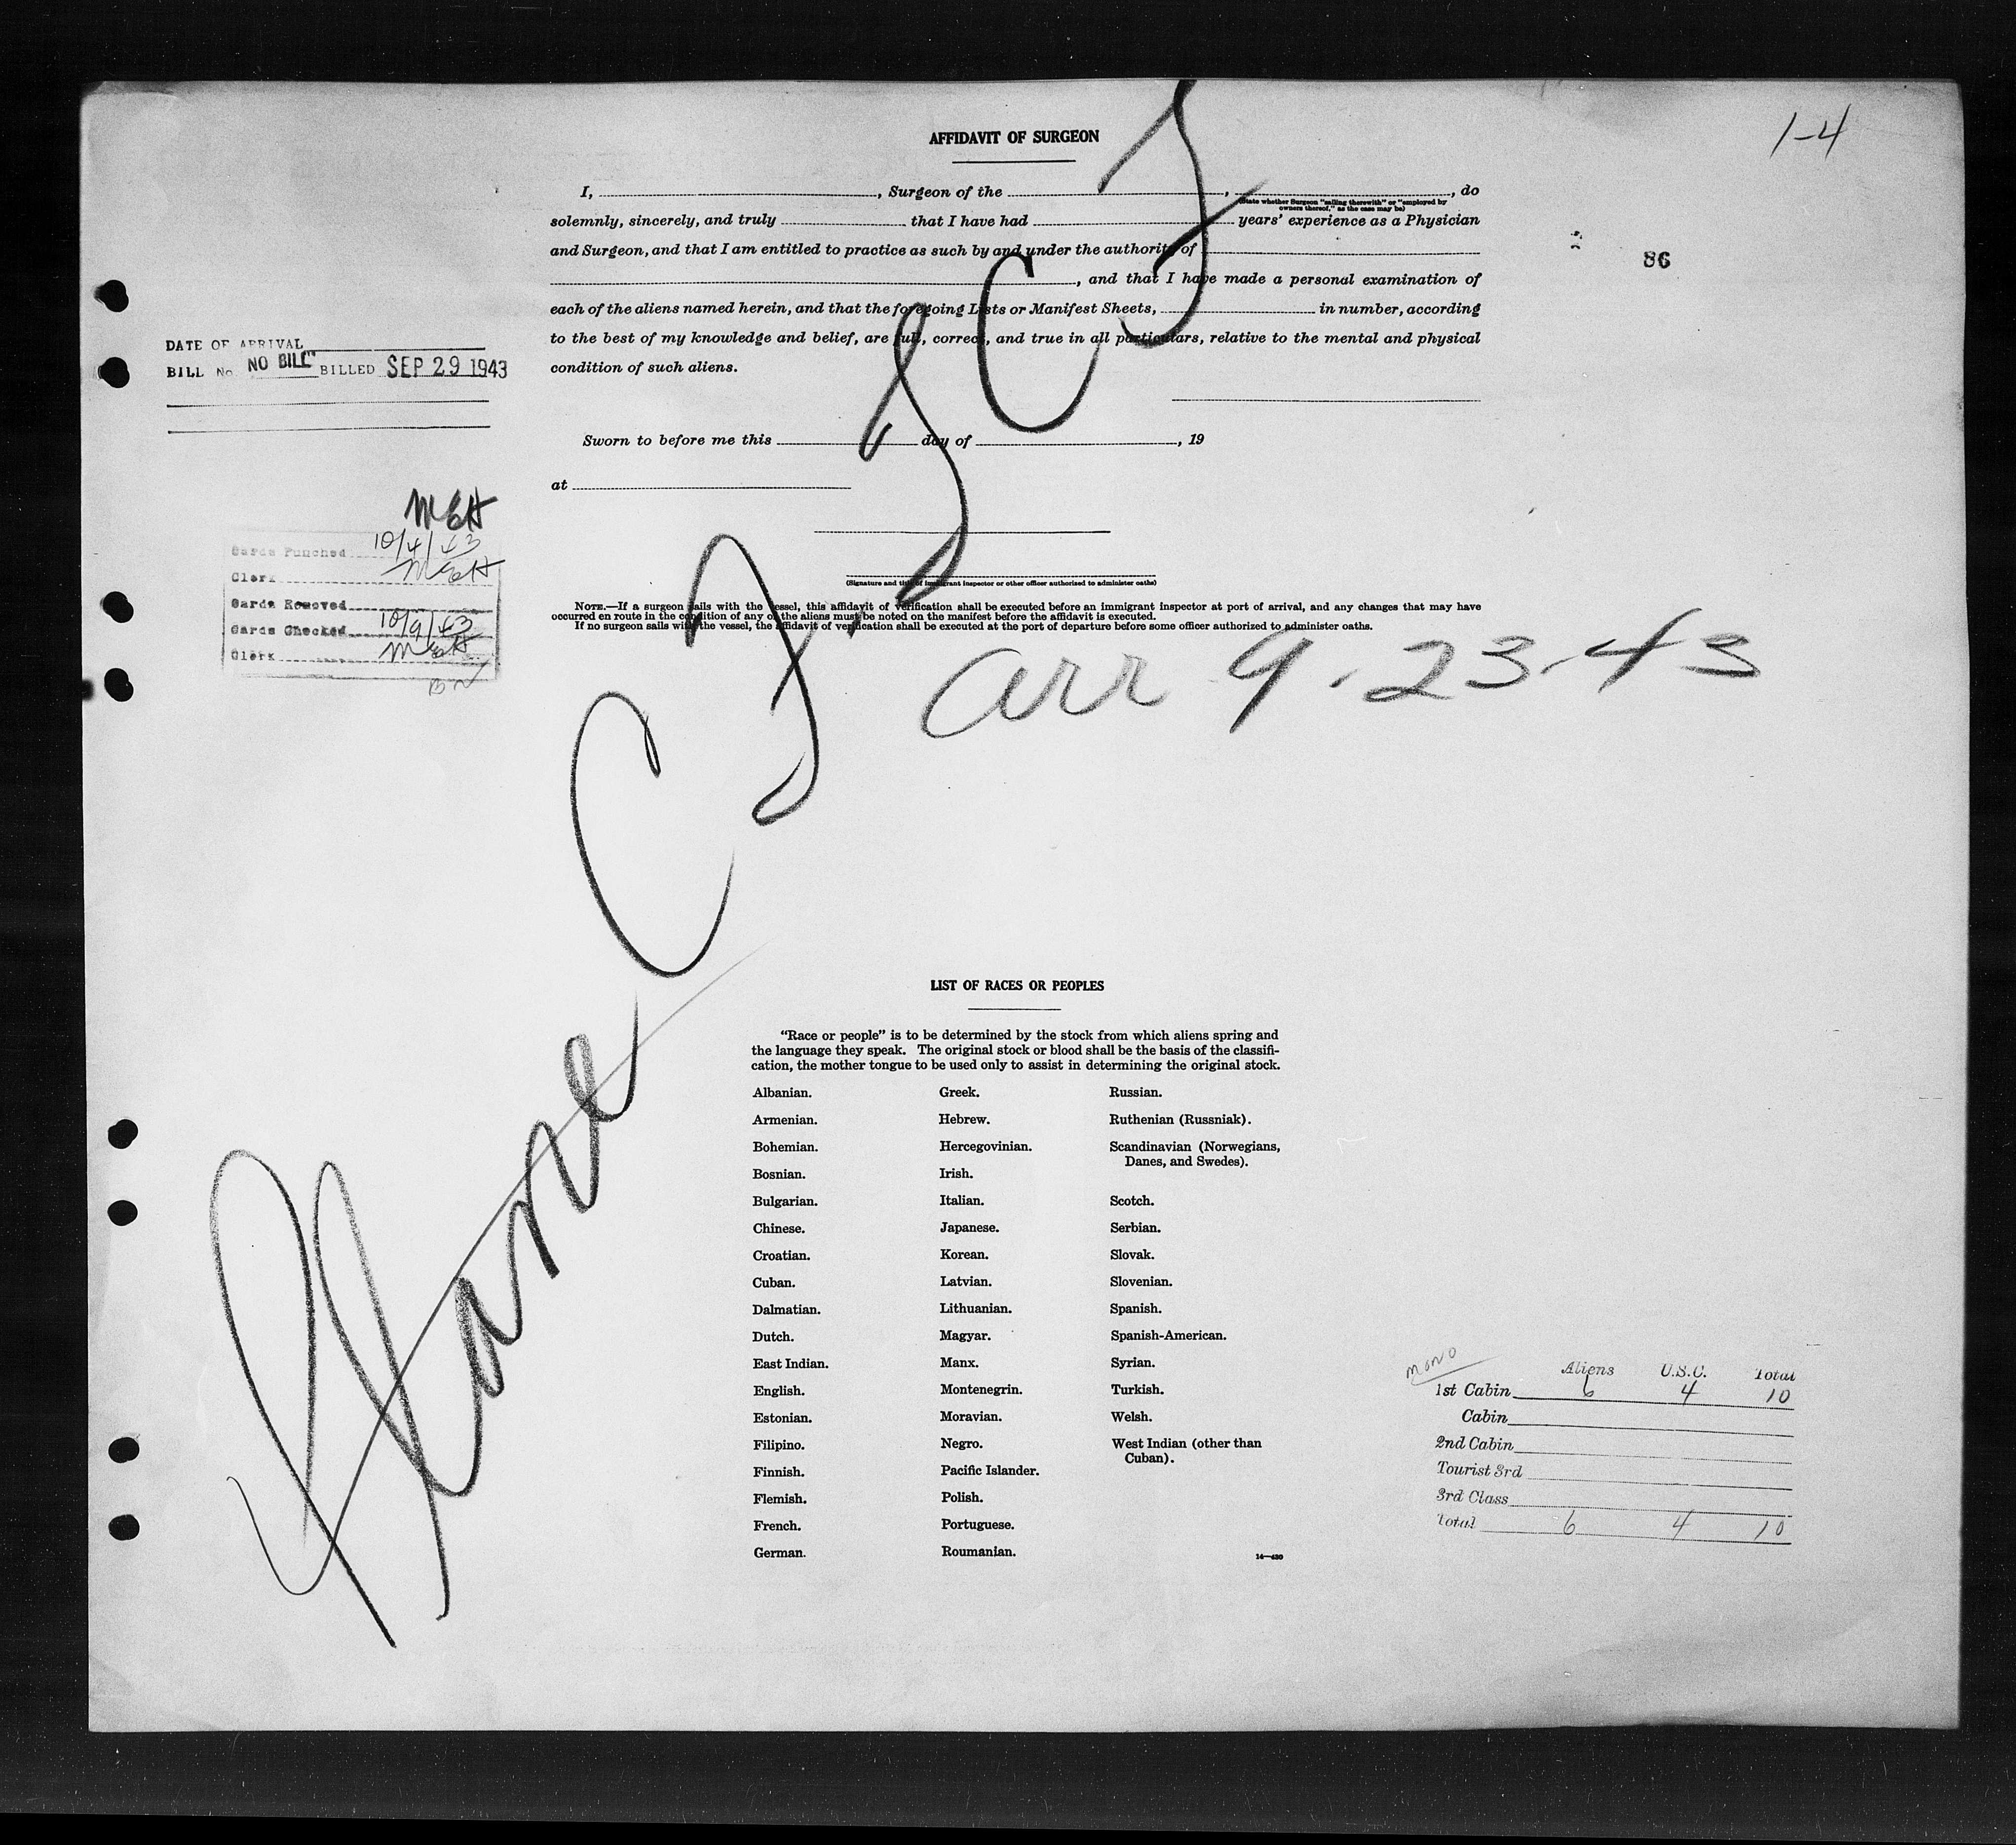 1-4
AFFIDAVIT OF SURGEON
I, , Surgeon of the , , do
(State whether Surgeon "sailing therewith" or "employed by
owners thereof," as the case may be)
solemnly, sincerely, and truly that I have had years' experience as a Physician
and Surgeon, and that I am entitled to practice as such by and under the authority of
, and that I have made a personal examination of
each of the aliens named herein, and that the foregoing Lists or Manifest Sheets, in number, according
to the best of my knowledge and belief, are full, correct, and true in all particulars, relative to the mental and physical
condition of such aliens.
86
DATE OF ARRIVAL
BILL No. NO BILL BILLED SEP 29 1943
Sworn to before me this day of , 19
at
(Signature and title of immigrant inspector or other officer authorized to administer oaths)
MEH
Cards Punched 10/4/43
Clerk MEH
Cards Removed
Cards Checked 10/9/43
Clerk MEH
NOTE.—If a surgeon sails with the vessel, this affidavit of verification shall be executed before an immigrant inspector at port of arrival, and any changes that may have
occurred en route in the condition of any of the aliens must be noted on the manifest before the affidavit is executed.
If no surgeon sails with the vessel, the affidavit of verification shall be executed at the port of departure before some officer authorized to administer oaths.
arr 9-23-43
Plane
LIST OF RACES OR PEOPLES
"Race or people" is to be determined by the stock from which aliens spring and
the language they speak. The original stock or blood shall be the basis of the classifi-
cation, the mother tongue to be used only to assist in determining the original stock.
Albanian.
Armenian.
Bohemian.
Bosnian.
Bulgarian.
Chinese.
Croatian.
Cuban.
Dalmatian.
Dutch.
East Indian.
English.
Estonian.
Filipino.
Finnish.
Flemish.
French.
German.
Greek.
Hebrew.
Hercegovinian.
Irish.
Italian.
Japanese.
Korean.
Latvian.
Lithuanian.
Magyar.
Manx.
Montenegrin.
Moravian.
Negro.
Pacific Islander.
Polish.
Portuguese.
Roumanian.
Russian.
Ruthenian (Russniak).
Scandinavian (Norwegians,
Danes, and Swedes).
Scotch.
Serbian.
Slovak.
Slovenian.
Spanish.
Spanish-American.
Syrian.
Turkish.
Welsh.
West Indian (other than
Cuban).
14—430
mono
Aliens U.S.C. Total
1st Cabin 6 4 10
Cabin
2nd Cabin
Tourist 3rd
3rd Class
Total 6 4 10